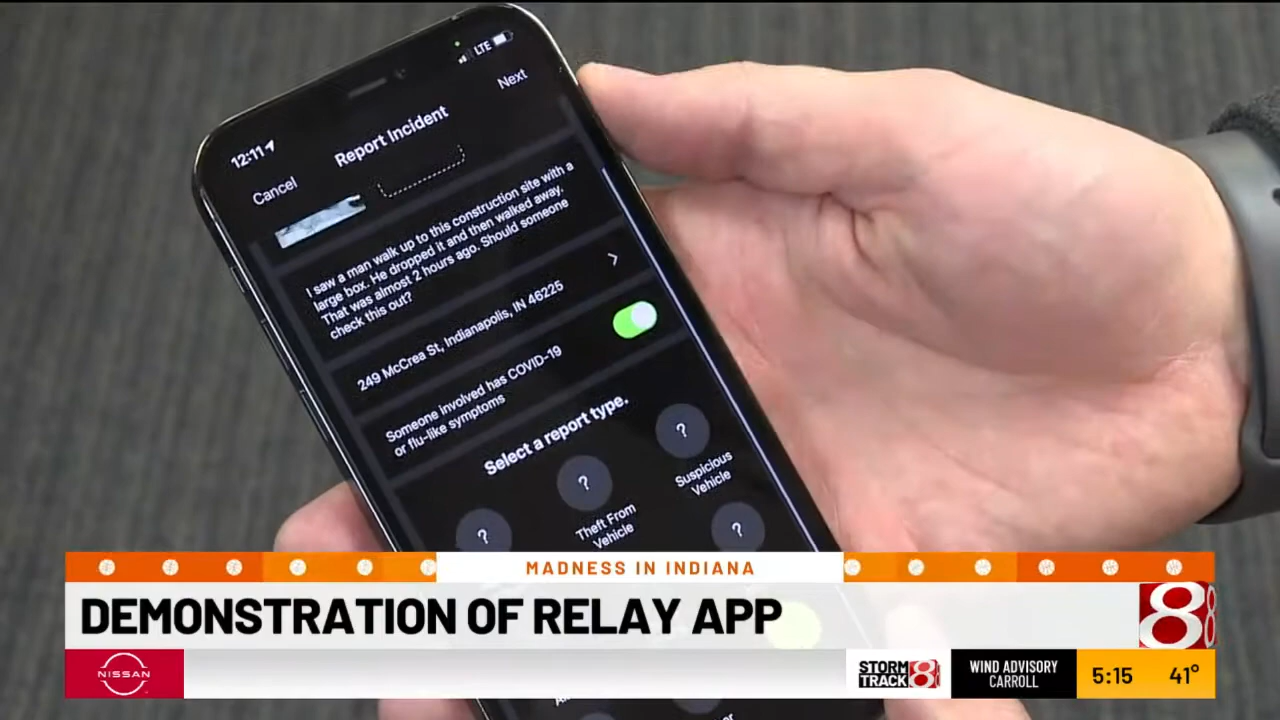 LTE
12:11
Next
Report Incident
Cancel
I saw a man walk up to this construction site with a
large box. He dropped it and then walked away.
That was almost 2 hours ago. Should someone
check this out?
249 McCrea St, Indianapolis, IN 46225
Someone involved has COVID-19
or flu-like symptoms
Select a report type.
?
Suspicious
Vehicle
?
Theft From
Vehicle
?
?
MADNESS IN INDIANA
DEMONSTRATION OF RELAY APP
8
NISSAN
STORM
TRACK 8
WIND ADVISORY
CARROLL
5:15
41°